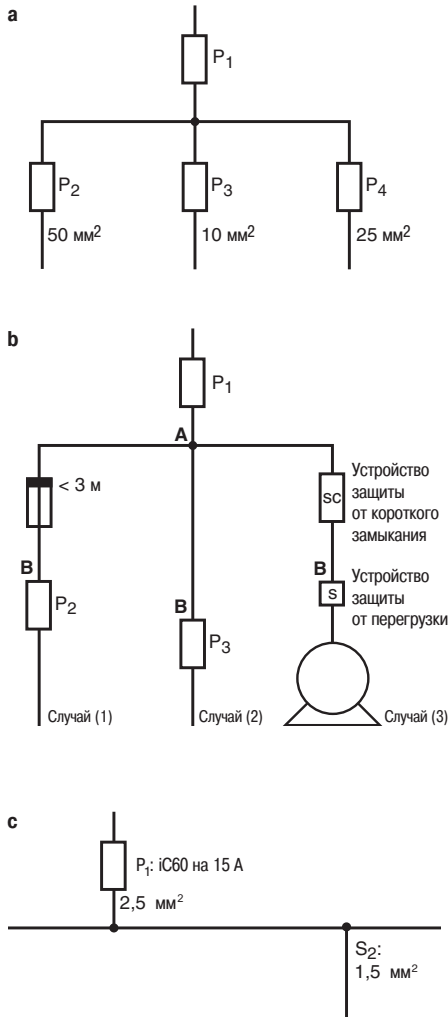 a
P₁
P₂
P₃
P₄
50 мм²
10 мм²
25 мм²
b
P₁
A
< 3 м
sc
Устройство
защиты
от короткого
замыкания
B
P₂
B
P₃
B
s
Устройство
защиты
от перегрузки
Случай (1)
Случай (2)
Случай (3)
c
P₁: iC60 на 15 А
2,5 мм²
S₂:
1,5 мм²